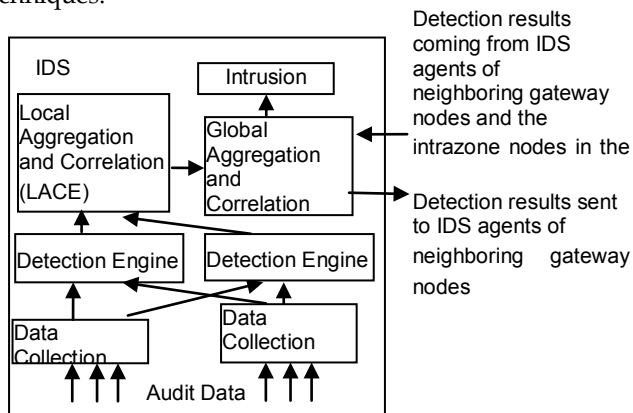 Detection results
coming from IDS
agents of
neighboring gateway
nodes and the
intrazone nodes in the
IDS
Intrusion
Local
Aggregation
and Correlation
(LACE)
Global
Aggregation
and
Correlation
Detection results sent
to IDS agents of
neighboring gateway
nodes
Detection Engine
Detection Engine
Data
Collection
Data
Collection
Audit Data